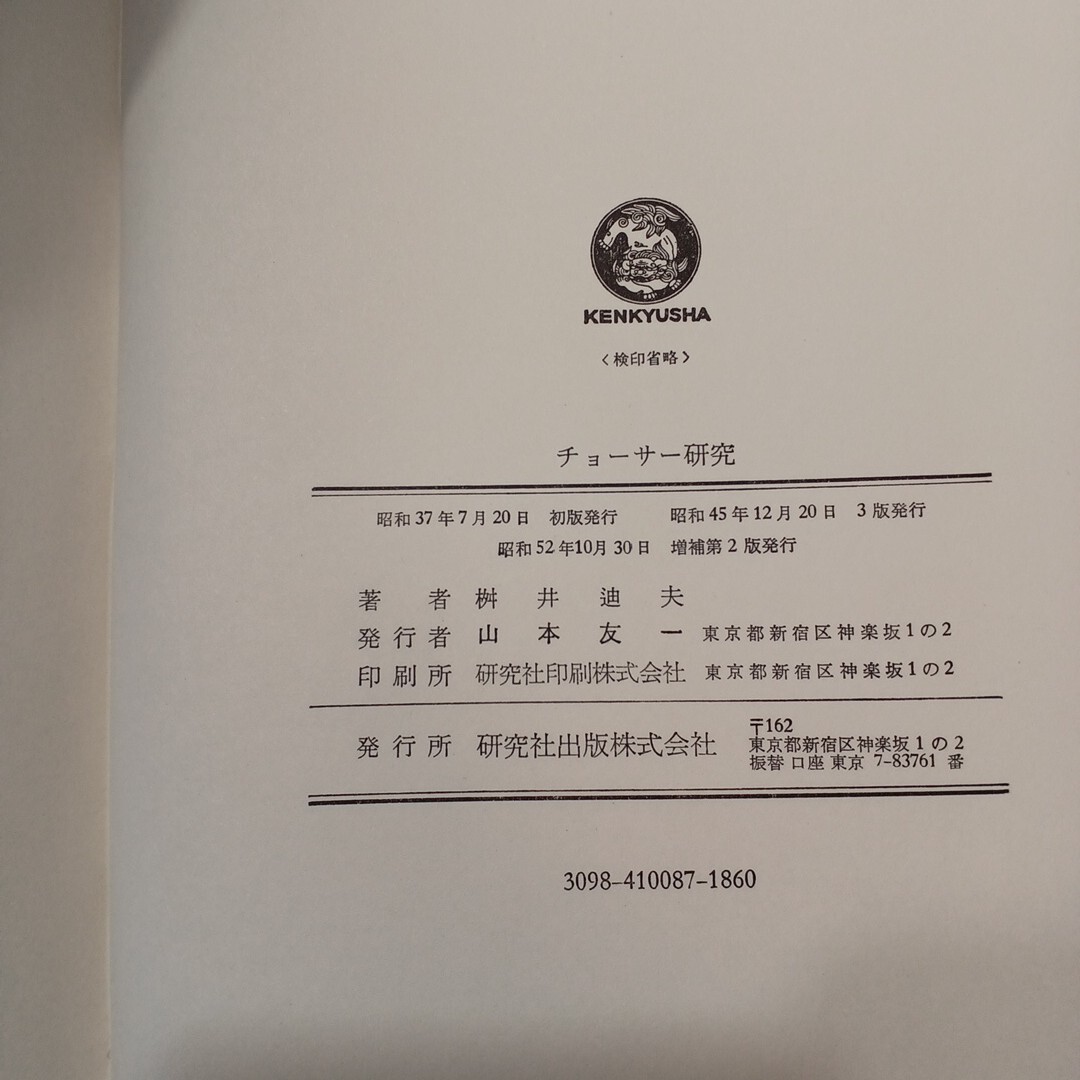 KENKYUSHA
〈検印省略〉
チョーサー研究
昭和37年7月20日 初版発行 昭和45年12月20日 3版発行
昭和52年10月30日 増補第2版発行
著者 桝井迪夫
発行者 山本友一 東京都新宿区神楽坂1の2
印刷所 研究社印刷株式会社 東京都新宿区神楽坂1の2
発行所 研究社出版株式会社
〒162
東京都新宿区神楽坂1の2
振替口座東京 7-83761 番
3098-410087-1860